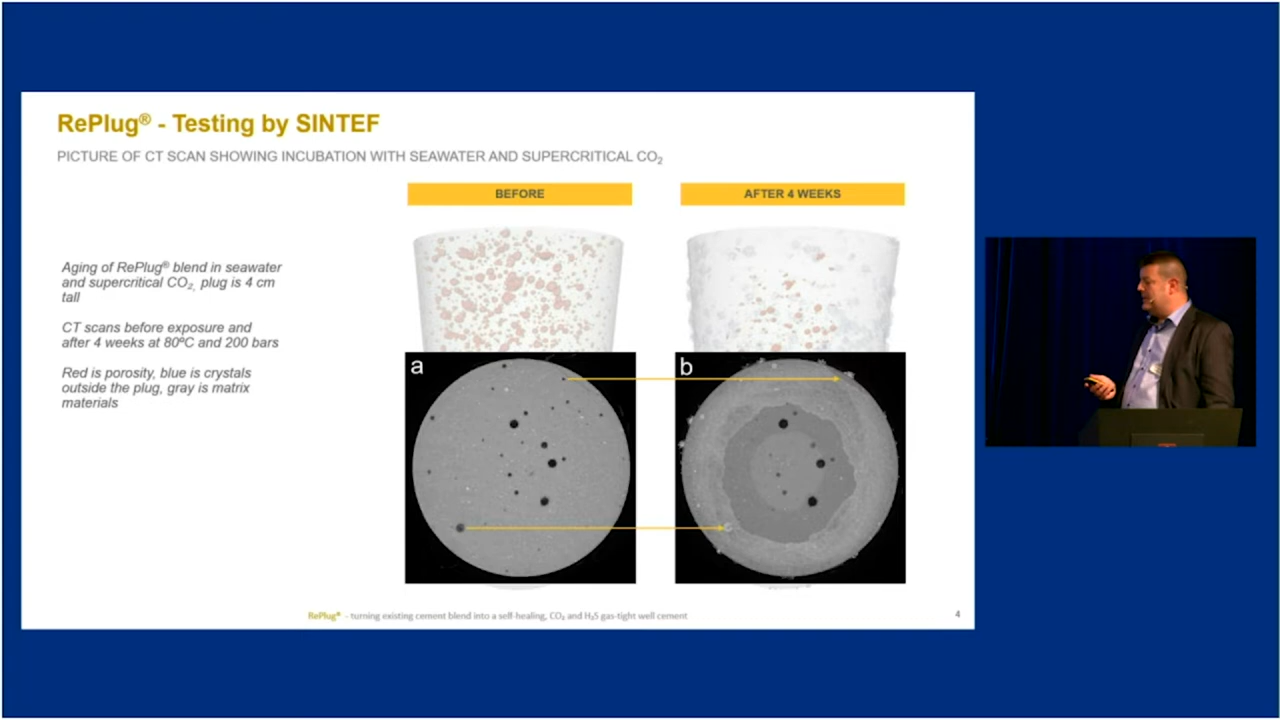 RePlug® - Testing by SINTEF
PICTURE OF CT SCAN SHOWING INCUBATION WITH SEAWATER AND SUPERCRITICAL CO₂
BEFORE
AFTER 4 WEEKS
Aging of RePlug® blend in seawater
and supercritical CO₂, plug is 4 cm
tall
CT scans before exposure and
after 4 weeks at 80ºC and 200 bars
Red is porosity, blue is crystals
outside the plug, gray is matrix
materials
a
b
RePlug® - turning existing cement blend into a self-healing, CO₂ and H₂S gas-tight well cement
4